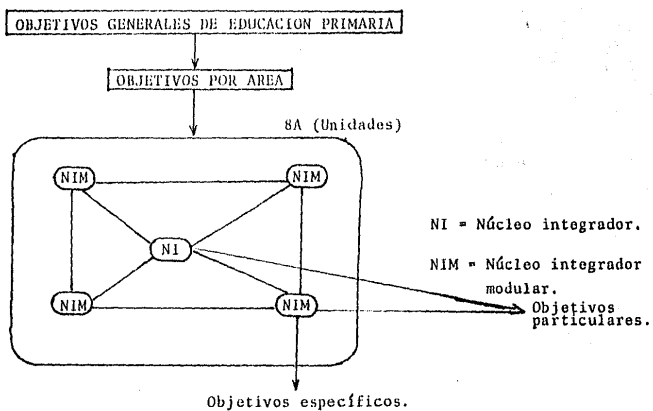 OBJETIVOS GENERALES DE EDUCACION PRIMARIA
OBJETIVOS POR AREA
8A (Unidades)
NIM
NIM
NI
NIM
NIM
NI = Núcleo integrador.
NIM = Núcleo integrador
modular.
Objetivos
particulares.
Objetivos específicos.